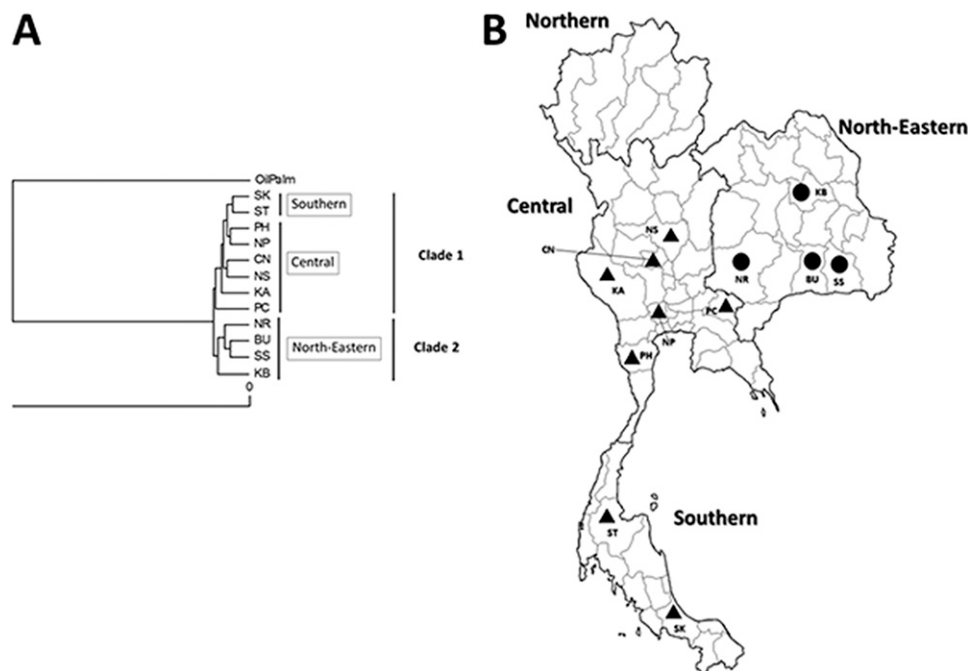 A
OilPalm
SK
ST
Southern
PH
NP
CN
NS
KA
PC
Central
Clade 1
NR
BU
SS
KB
North-Eastern
Clade 2
0
B
Northern
North-Eastern
KB
Central
NS
CN
KA
NR
BU
SS
PC
NP
PH
Southern
ST
SK